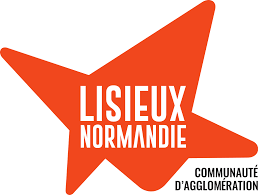 LISIEUX
NORMANDIE
COMMUNAUTÉ
D'AGGLOMÉRATION